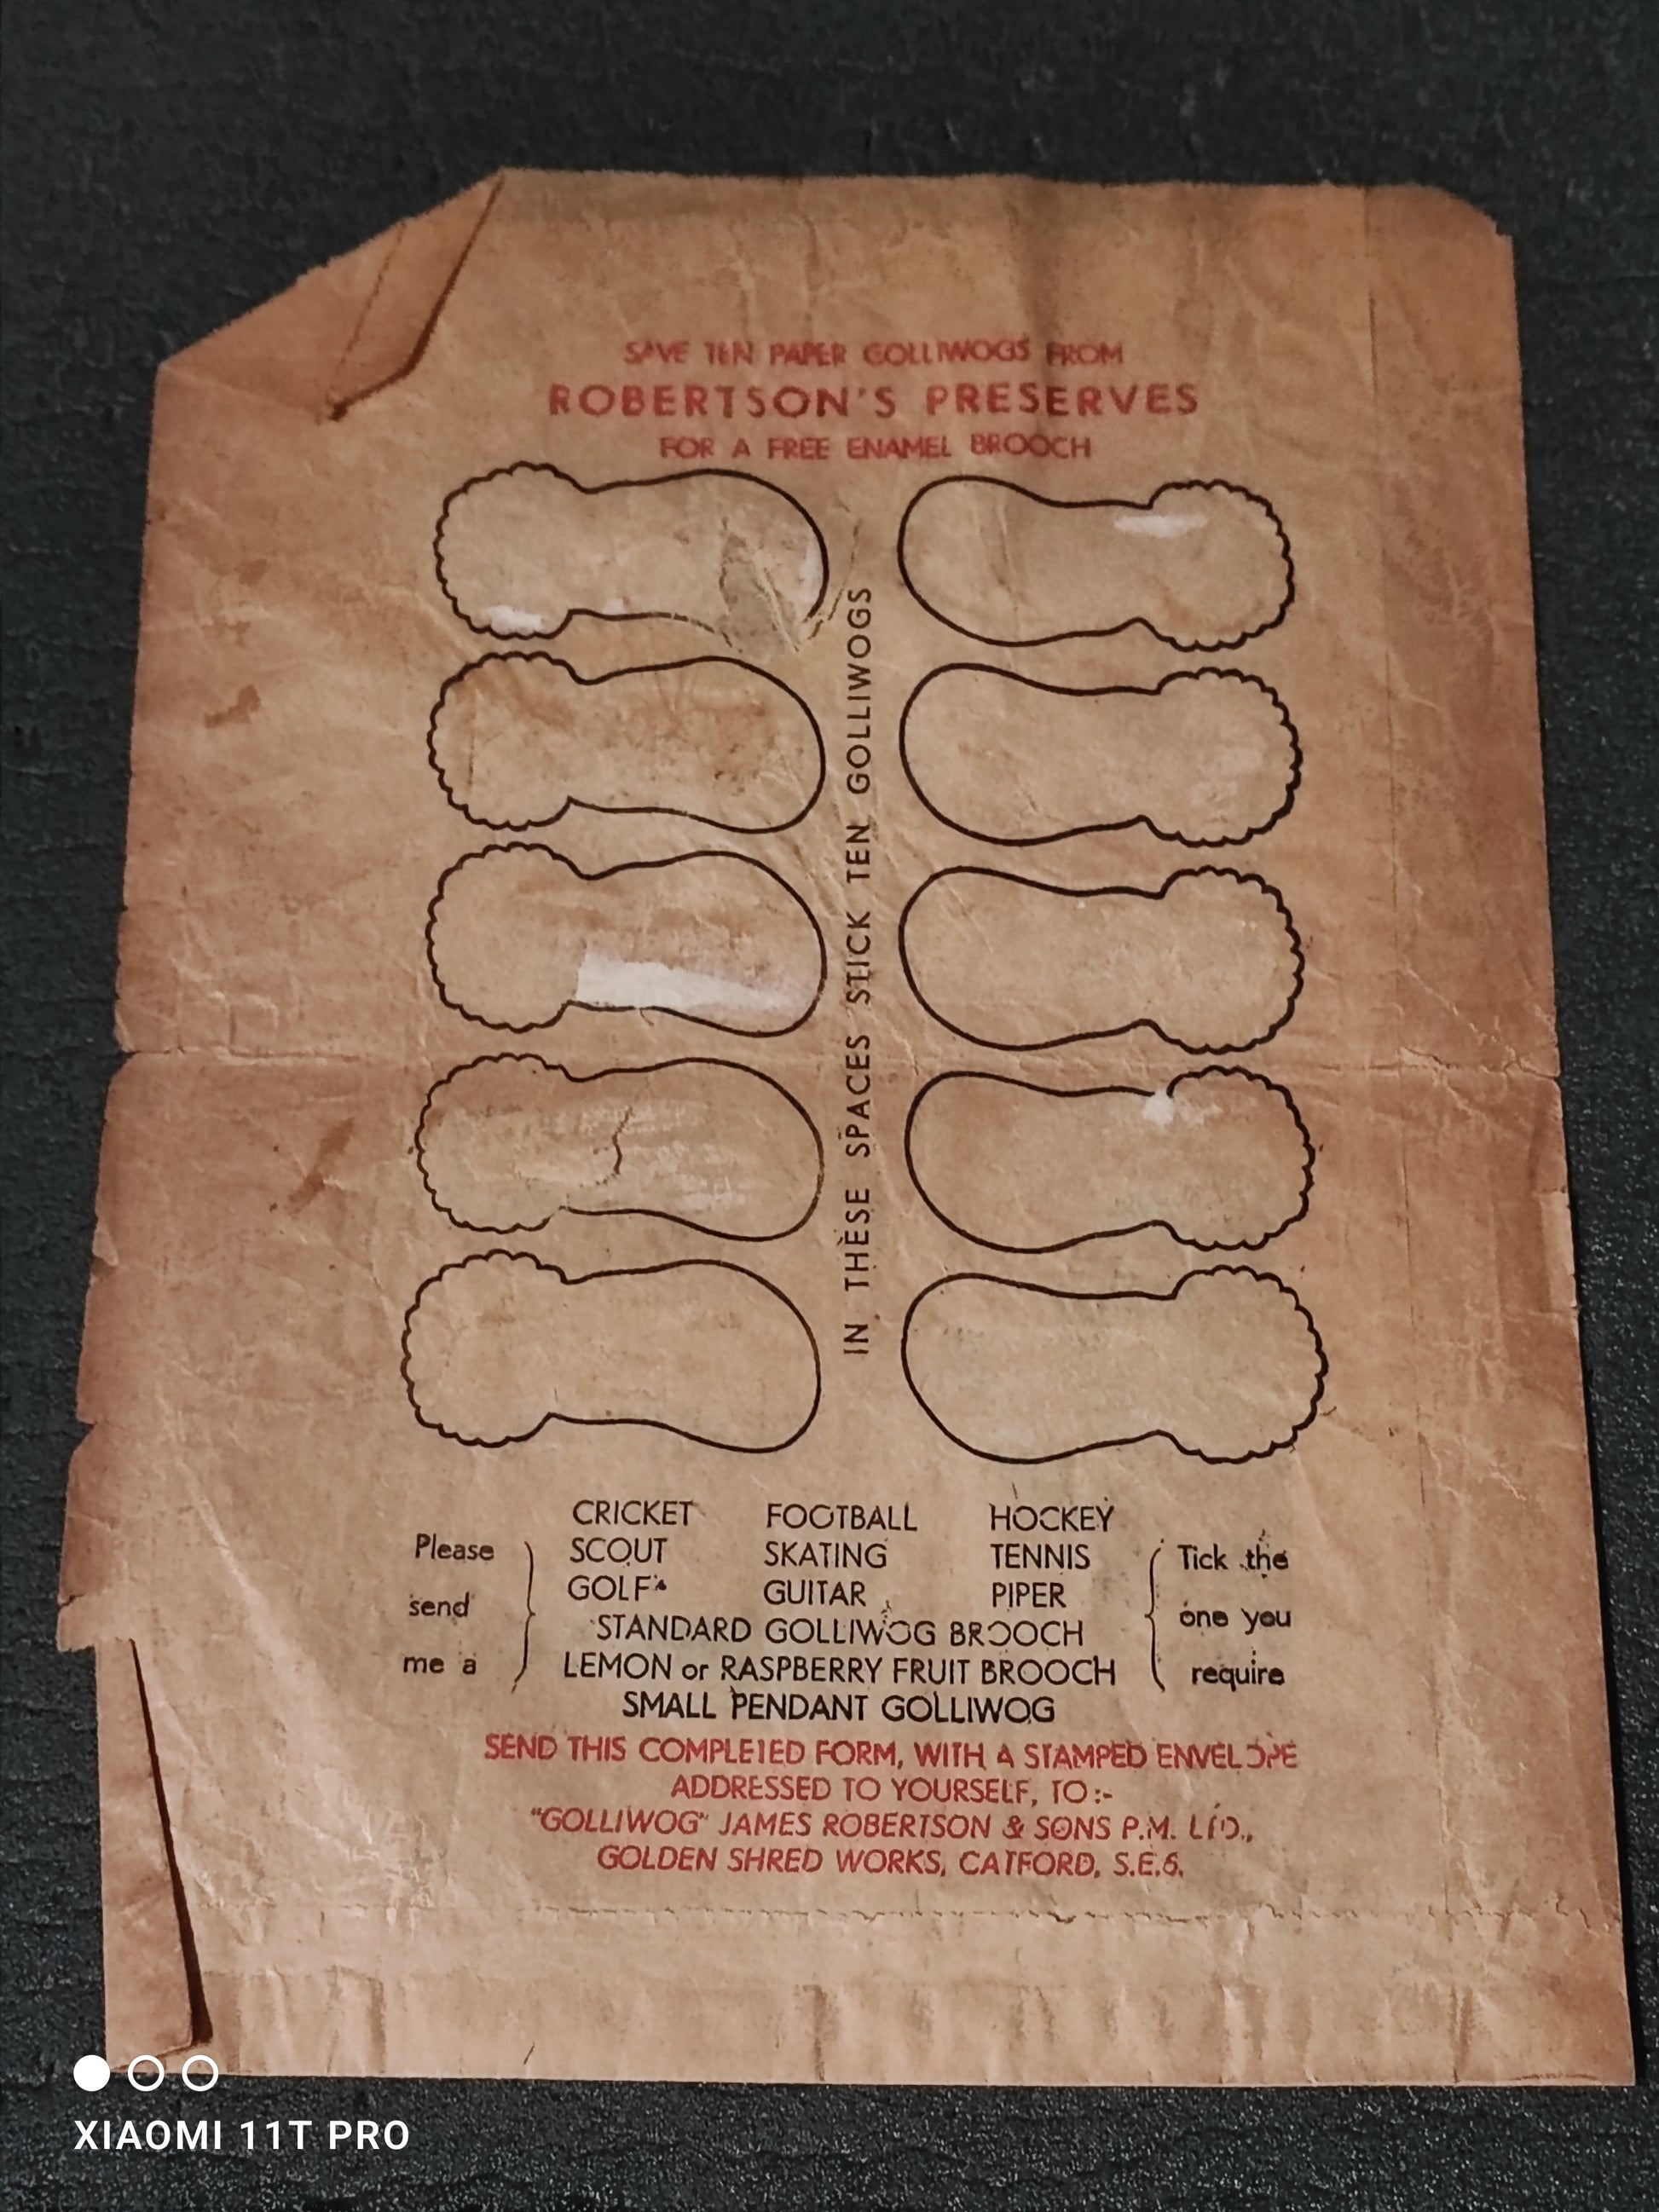 SAVE TEN PAPER GOLLIWOGS FROM
ROBERTSON'S PRESERVES
FOR A FREE ENAMEL BROOCH
IN THESE SPACES STICK TEN GOLLIWOGS
CRICKET FOOTBALL HOCKEY
Please SCOUT SKATING TENNIS Tick the
GOLF GUITAR PIPER
send STANDARD GOLLIWOG BROOCH one you
me a LEMON or RASPBERRY FRUIT BROOCH require
SMALL PENDANT GOLLIWOG
SEND THIS COMPLETED FORM, WITH A STAMPED ENVELOPE
ADDRESSED TO YOURSELF, TO:-
"GOLLIWOG" JAMES ROBERTSON & SONS P.M. LTD.,
GOLDEN SHRED WORKS, CATFORD, S.E.6.
XIAOMI 11T PRO